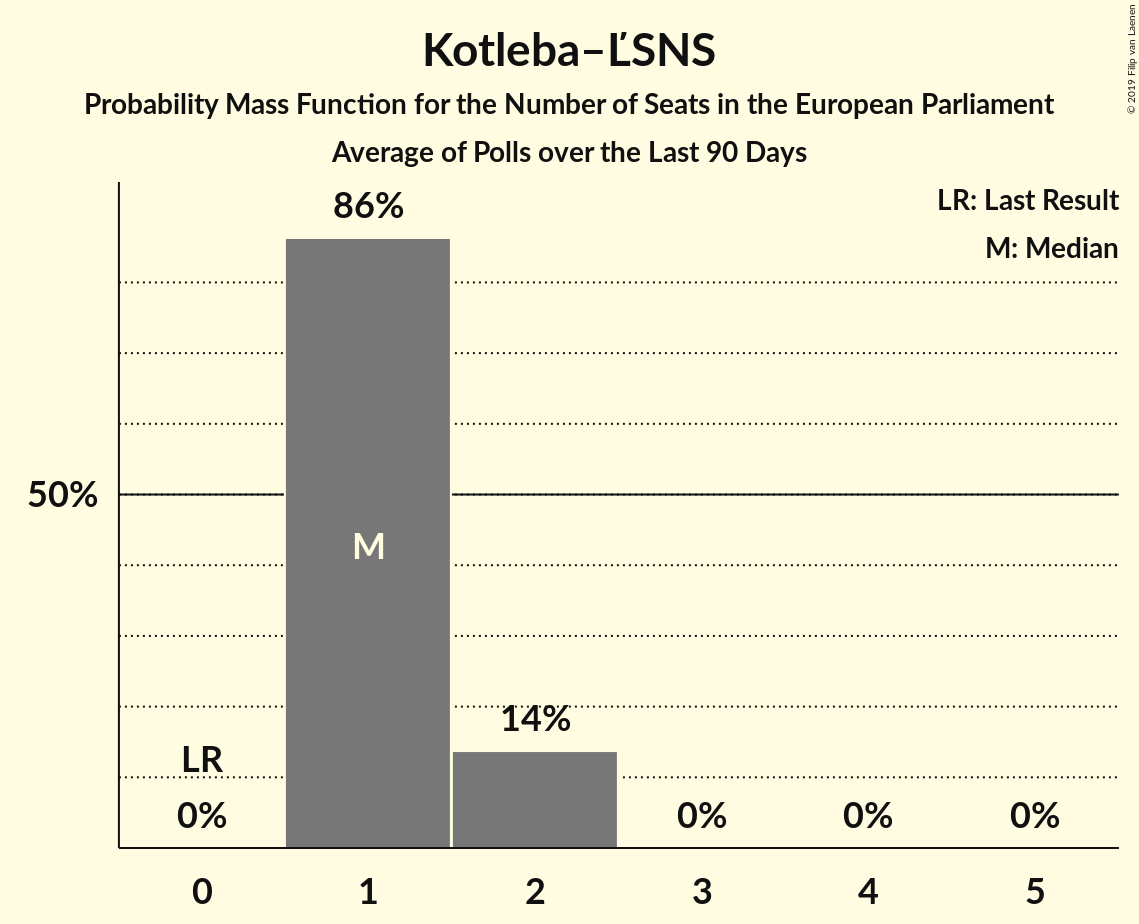 Kotleba–ĽSNS
Probability Mass Function for the Number of Seats in the European Parliament
Average of Polls over the Last 90 Days
© 2019 Filip van Laenen
LR: Last Result
M: Median
86%
50%
M
14%
LR
0%
0%
0%
0%
0
1
2
3
4
5